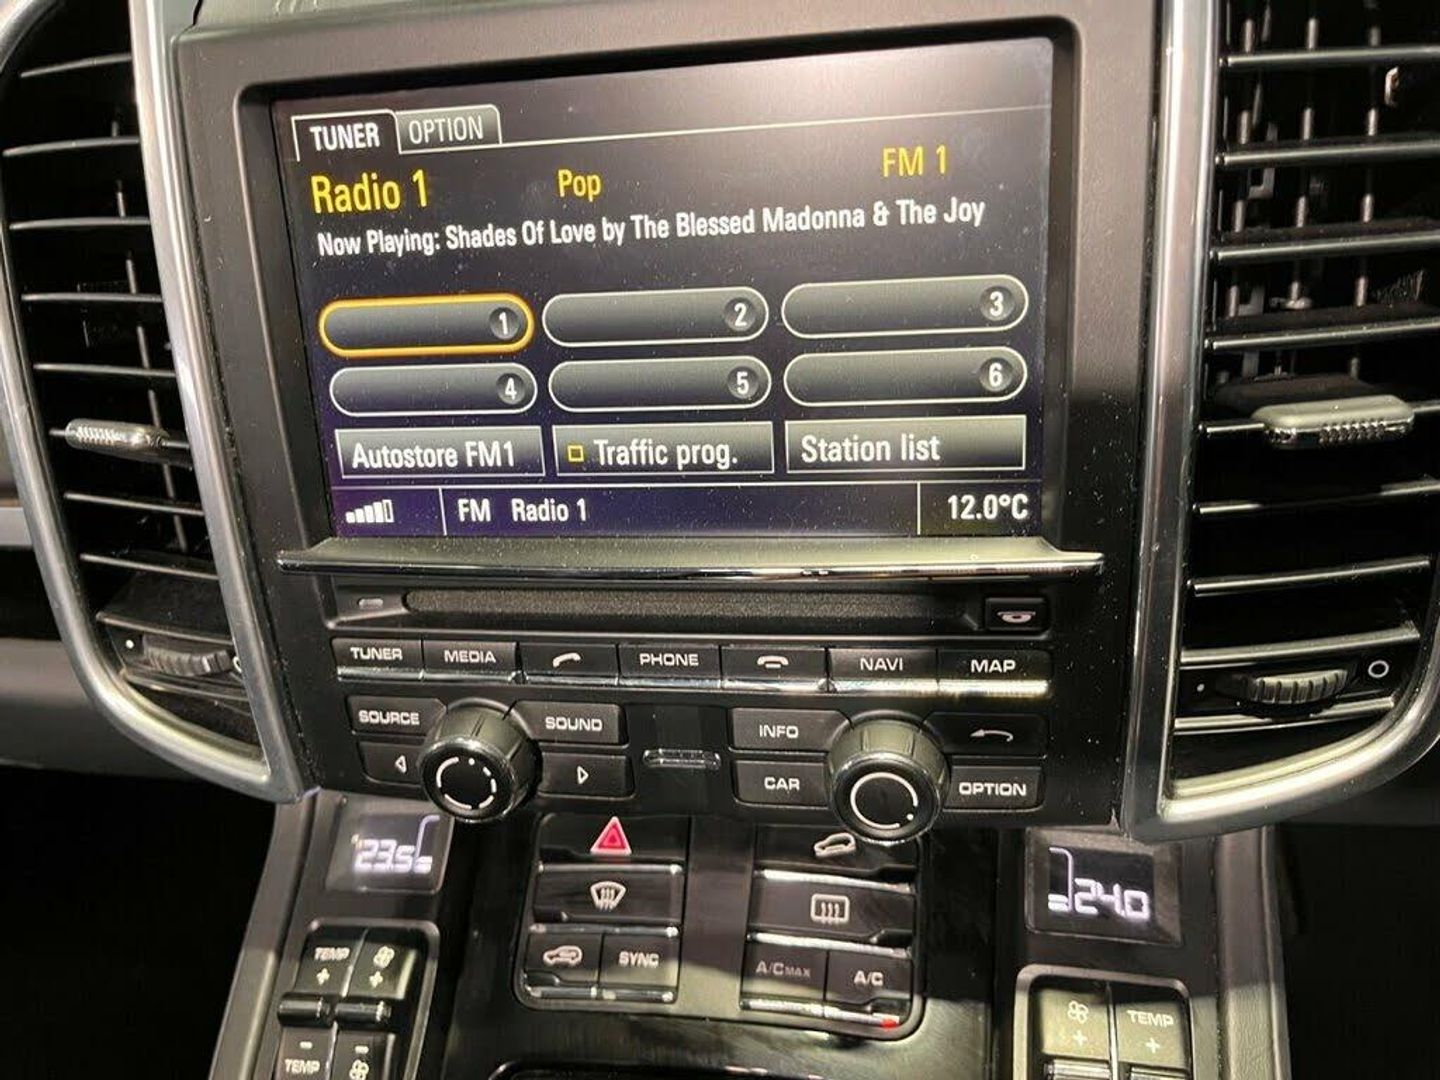 TUNER OPTION
Radio 1 Pop FM 1
Now Playing: Shades Of Love by The Blessed Madonna & The Joy
1 2 3
4 5 6
Autostore FM1 Traffic prog. Station list
FM Radio 1 12.0°C
TUNER MEDIA PHONE NAVI MAP
SOURCE SOUND INFO
CAR OPTION
23.5 24.0
SYNC A/C MAX A/C
TEMP + + + TEMP +
- -
TEMP